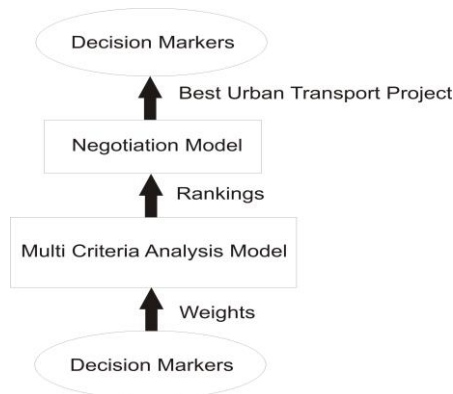 Decision Markers
Best Urban Transport Project
Negotiation Model
Rankings
Multi Criteria Analysis Model
Weights
Decision Markers